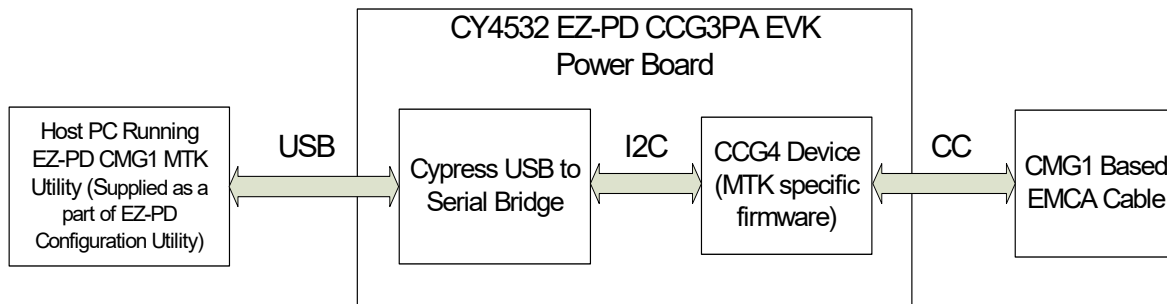 CY4532 EZ-PD CCG3PA EVK
Power Board
Host PC Running
EZ-PD CMG1 MTK
Utility (Supplied as a
part of EZ-PD
Configuration Utility)
USB
Cypress USB to
Serial Bridge
I2C
CCG4 Device
(MTK specific
firmware)
CC
CMG1 Based
EMCA Cable